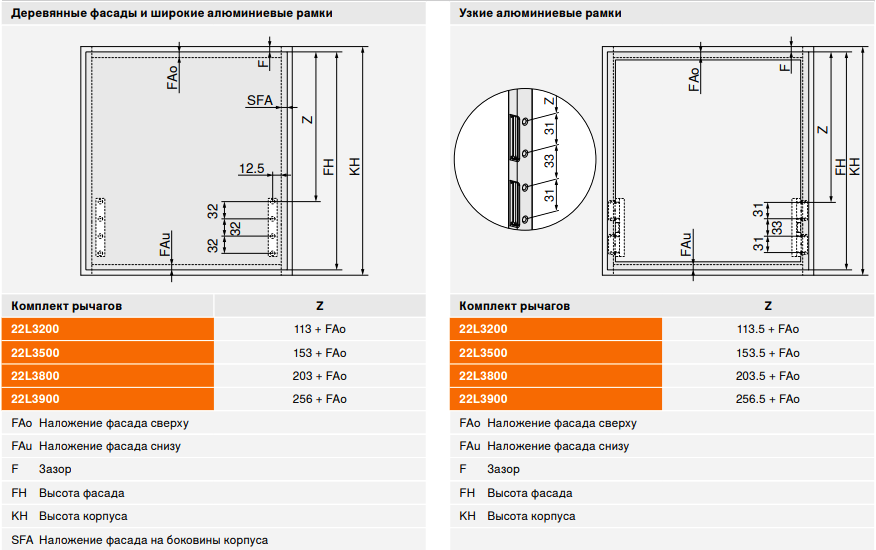 Деревянные фасады и широкие алюминиевые рамки
FAo
F
SFA
Z
12.5
FH
KH
32
32
32
FAu
Комплект рычагов Z
22L3200 113 + FAo
22L3500 153 + FAo
22L3800 203 + FAo
22L3900 256 + FAo
FAo Наложение фасада сверху
FAu Наложение фасада снизу
F Зазор
FH Высота фасада
KH Высота корпуса
SFA Наложение фасада на боковины корпуса
Узкие алюминиевые рамки
Z
31
33
31
FAo
F
Z
FH
KH
31
33
31
FAu
Комплект рычагов Z
22L3200 113.5 + FAo
22L3500 153.5 + FAo
22L3800 203.5 + FAo
22L3900 256.5 + FAo
FAo Наложение фасада сверху
FAu Наложение фасада снизу
F Зазор
FH Высота фасада
KH Высота корпуса